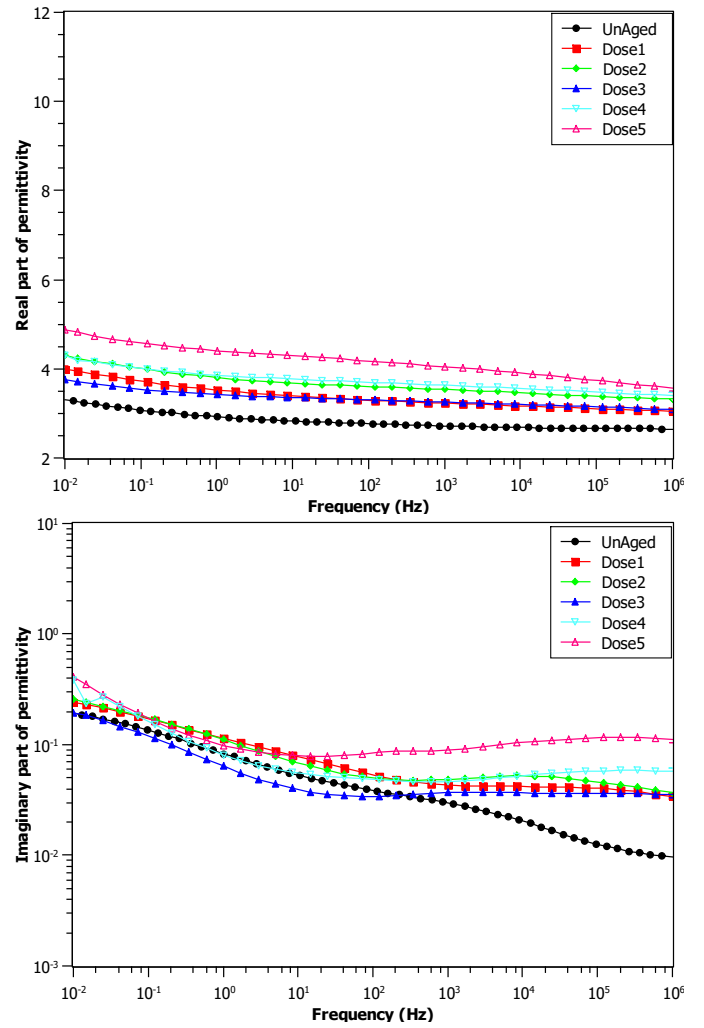 12
10
8
6
4
2
Real part of permittivity
UnAged
Dose1
Dose2
Dose3
Dose4
Dose5
10-2 10-1 100 101 102 103 104 105 106
Frequency (Hz)
101
100
10-1
10-2
10-3
Imaginary part of permittivity
UnAged
Dose1
Dose2
Dose3
Dose4
Dose5
10-2 10-1 100 101 102 103 104 105 106
Frequency (Hz)